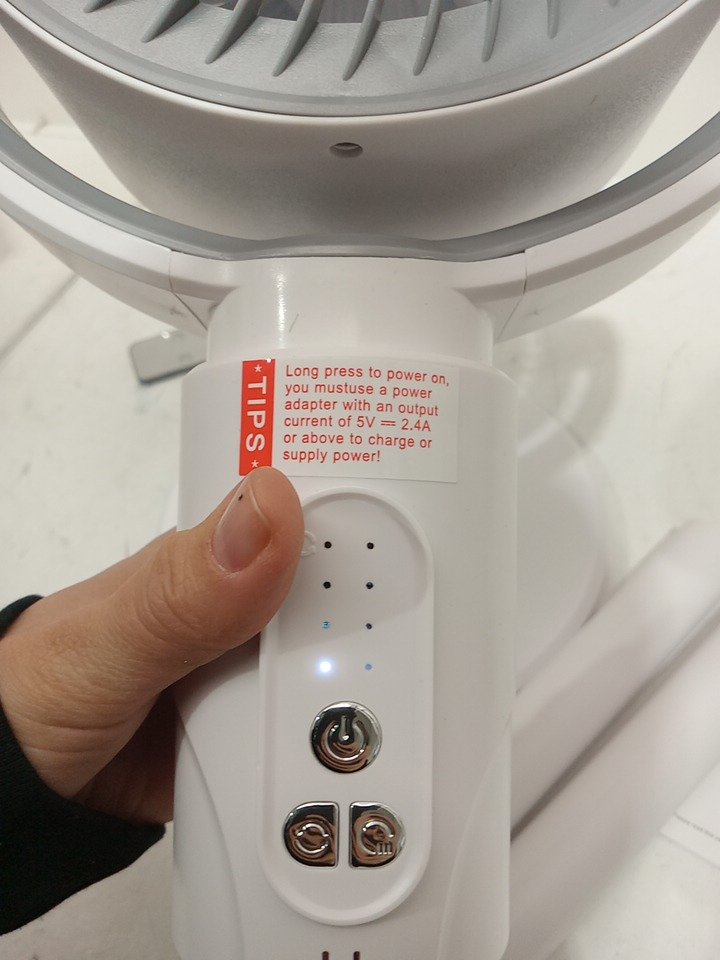 TIPS
Long press to power on,
you mustuse a power
adapter with an output
current of 5V ⎓ 2.4A
or above to charge or
supply power!